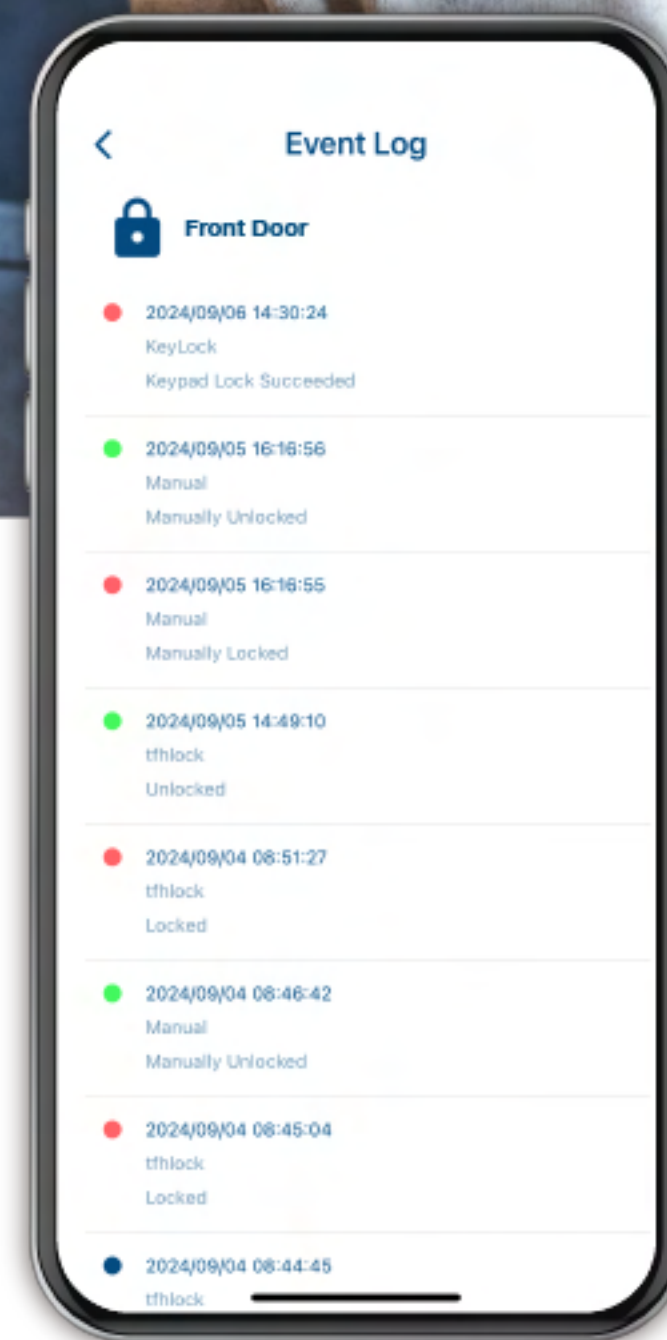 Event Log
Front Door
2024/09/06 14:30:24
KeyLock
Keypad Lock Succeeded
2024/09/05 16:16:56
Manual
Manually Unlocked
2024/09/05 16:16:55
Manual
Manually Locked
2024/09/05 14:49:10
tfhlock
Unlocked
2024/09/04 08:51:27
tfhlock
Locked
2024/09/04 08:46:42
Manual
Manually Unlocked
2024/09/04 08:45:04
tfhlock
Locked
2024/09/04 08:44:45
tfhlock